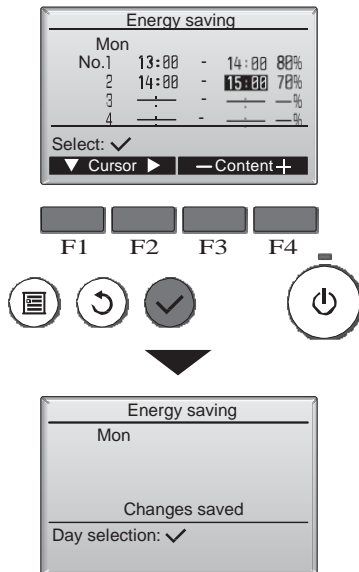 Energy saving
Mon
No.1 13:00 - 14:00 80%
2 14:00 - 15:00 70%
3 --:-- - --:-- --%
4 --:-- - --:-- --%
Select: ✓
▼ Cursor ▶ −Content+
F1 F2 F3 F4
Energy saving
Mon
Changes saved
Day selection: ✓